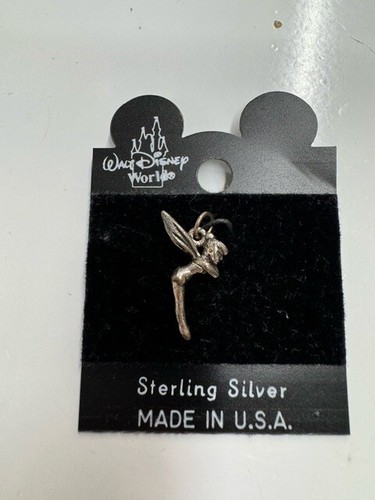 WALT DISNEY
World®
Sterling Silver
MADE IN U.S.A.